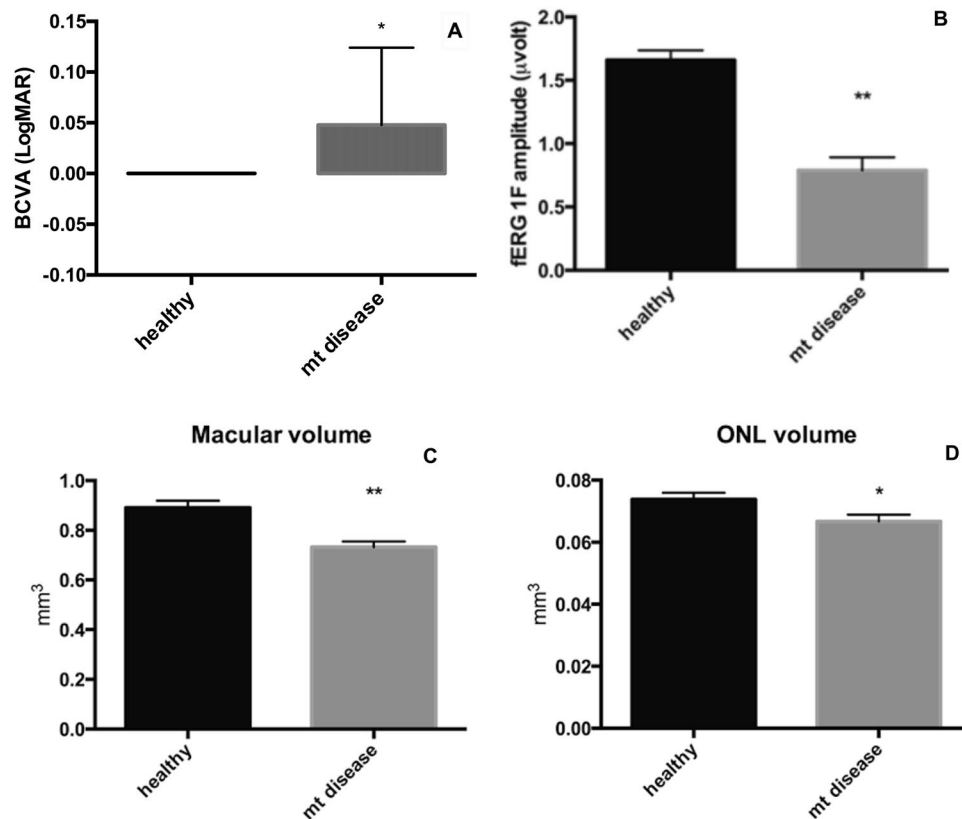 A
BCVA (LogMAR)
0.15
0.10
0.05
0.00
-0.05
-0.10
*
healthy
mt disease
B
fERG 1F amplitude (μvolt)
2.0
1.5
1.0
0.5
0.0
**
healthy
mt disease
Macular volume
C
mm³
1.0
0.8
0.6
0.4
0.2
0.0
**
healthy
mt disease
ONL volume
D
mm³
0.08
0.06
0.04
0.02
0.00
*
healthy
mt disease